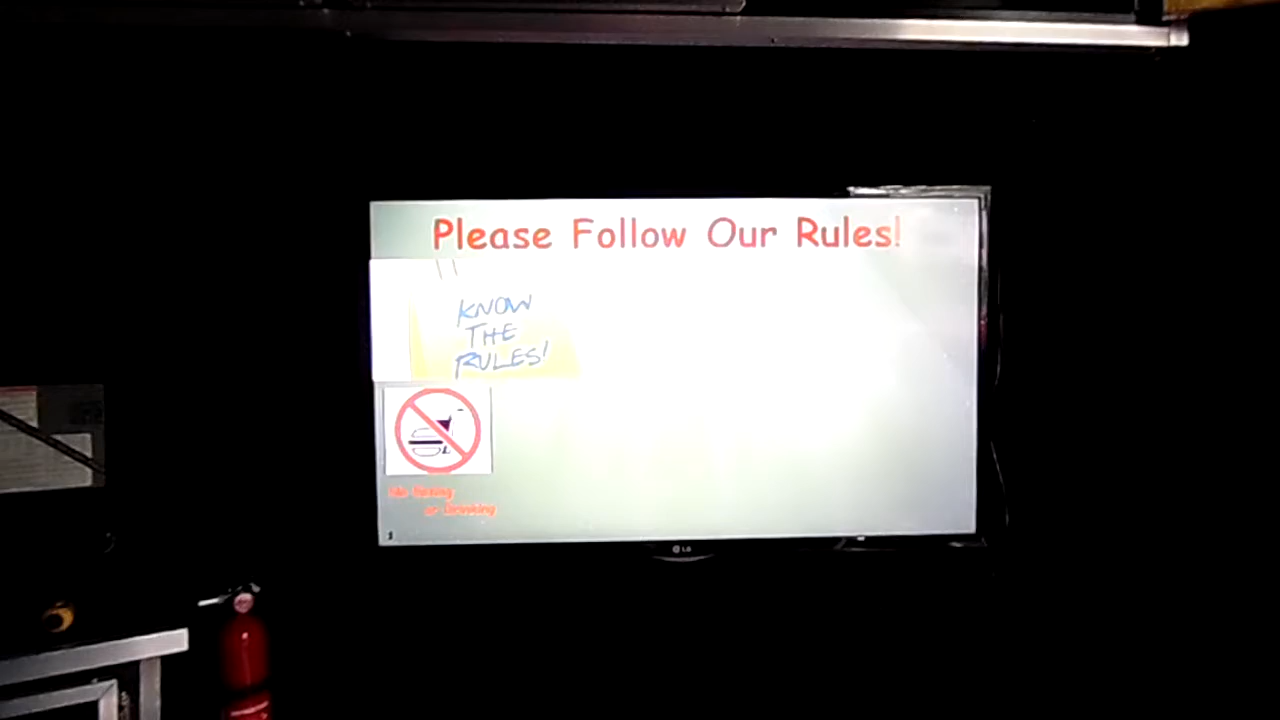 Please Follow Our Rules!
KNOW
THE
RULES!
No Eating
or Drinking
LG